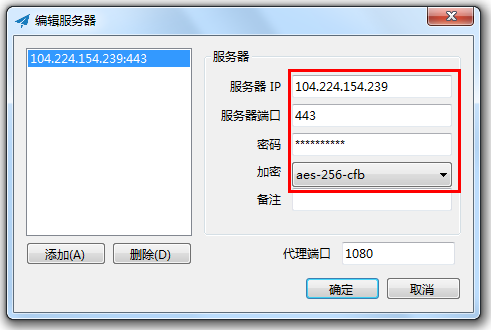 编辑服务器
104.224.154.239:443
服务器
服务器 IP 104.224.154.239
服务器端口 443
密码 **********
加密 aes-256-cfb
备注
添加(A) 删除(D) 代理端口 1080
确定 取消